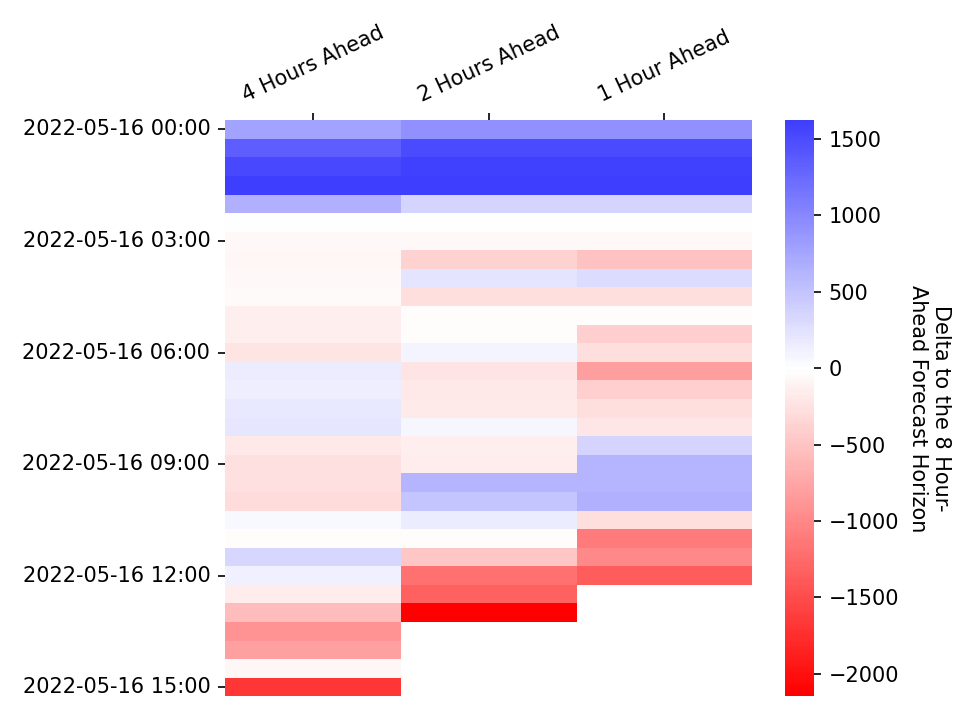 4 Hours Ahead
2 Hours Ahead
1 Hour Ahead
2022-05-16 00:00
2022-05-16 03:00
2022-05-16 06:00
2022-05-16 09:00
2022-05-16 12:00
2022-05-16 15:00
1500
1000
500
0
−500
−1000
−1500
−2000
Delta to the 8 Hour-
Ahead Forecast Horizon